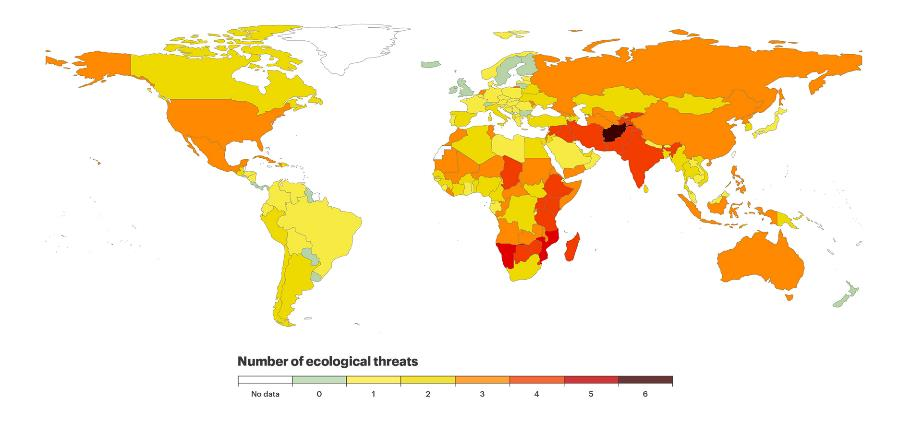 Number of ecological threats
No data 0 1 2 3 4 5 6